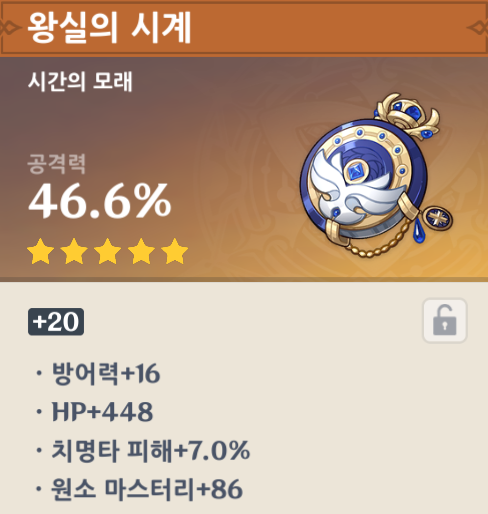 왕실의 시계
시간의 모래
공격력
46.6%
+20
· 방어력+16
· HP+448
· 치명타 피해+7.0%
· 원소 마스터리+86